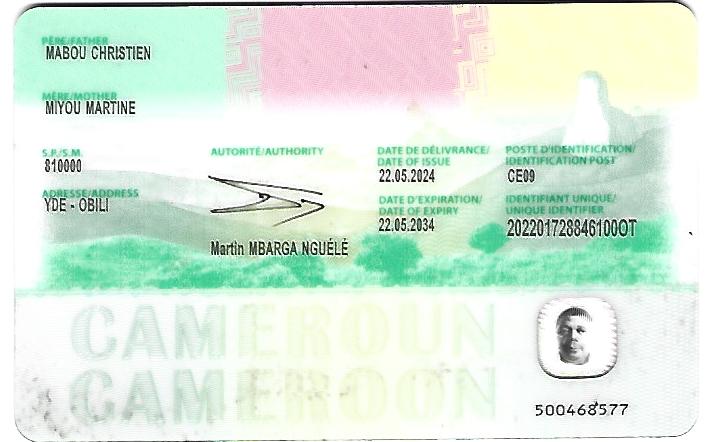 PÈRE/FATHER
MABOU CHRISTIEN
MÈRE/MOTHER
MIYOU MARTINE
S.P./S.M.
810000
ADRESSE/ADDRESS
YDE - OBILI
AUTORITÉ/AUTHORITY
Martin MBARGA NGUÉLÉ
DATE DE DÉLIVRANCE/
DATE OF ISSUE
22.05.2024
DATE D'EXPIRATION/
DATE OF EXPIRY
22.05.2034
POSTE D'IDENTIFICATION/
IDENTIFICATION POST
CE09
IDENTIFIANT UNIQUE/
UNIQUE IDENTIFIER
20220172884610OOT
CAMEROUN
CAMEROON
500468577